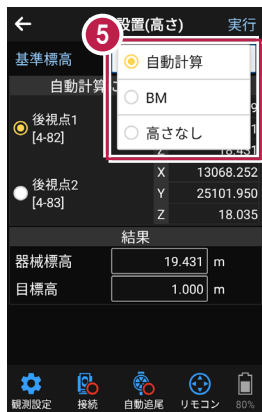 設置(高さ) 実行
5
基準標高
自動計算
BM
高さなし
自動計算
後視点1
[4-82]
Z 18.431
後視点2
[4-83]
X 13068.252
Y 25101.950
Z 18.035
結果
器械標高 19.431 m
目標高 1.000 m
観測設定 接続 自動追尾 リモコン 80%